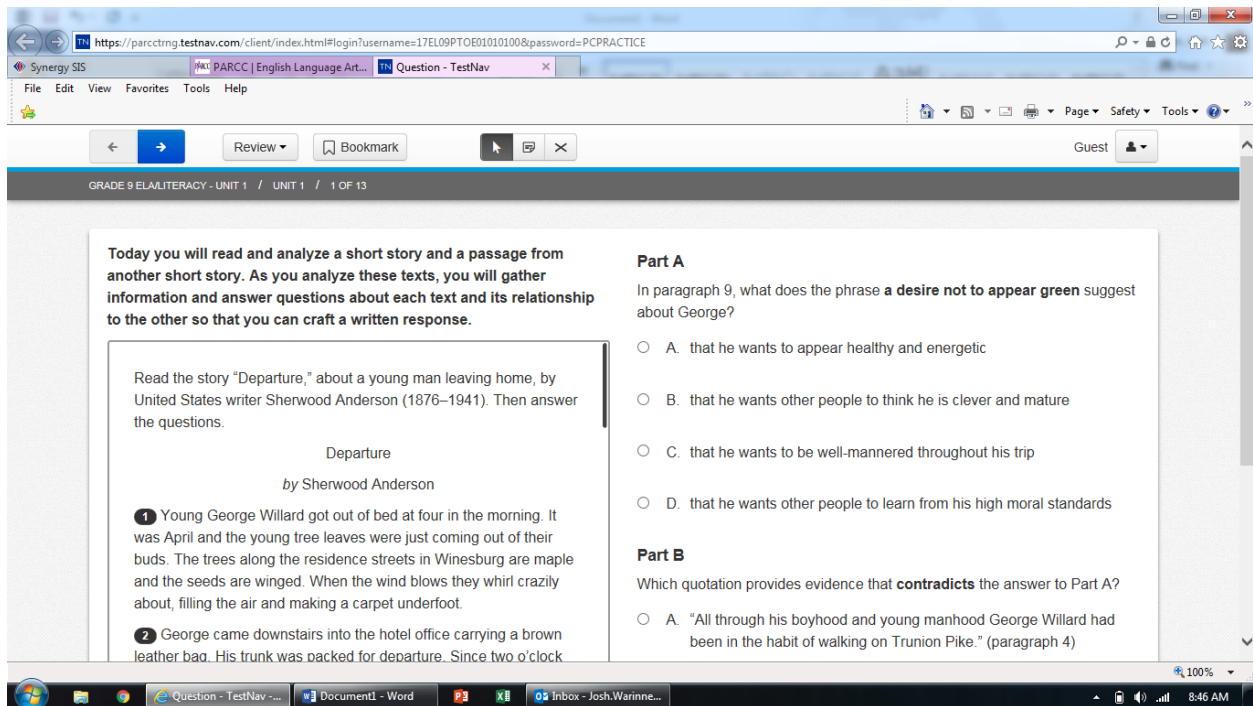 Document1 - Word
TN https://parcctrng.testnav.com/client/index.html#login?username=17EL09PTOE01010100&password=PCPRACTICE
Synergy SIS
PARCC PARCC | English Language Art...
TN Question - TestNav
File Edit View Favorites Tools Help
Page Safety Tools
Review
Bookmark
Guest
GRADE 9 ELA/LITERACY - UNIT 1 / UNIT 1 / 1 OF 13
Today you will read and analyze a short story and a passage from
another short story. As you analyze these texts, you will gather
information and answer questions about each text and its relationship
to the other so that you can craft a written response.
Read the story “Departure,” about a young man leaving home, by
United States writer Sherwood Anderson (1876–1941). Then answer
the questions.
Departure
by Sherwood Anderson
1 Young George Willard got out of bed at four in the morning. It
was April and the young tree leaves were just coming out of their
buds. The trees along the residence streets in Winesburg are maple
and the seeds are winged. When the wind blows they whirl crazily
about, filling the air and making a carpet underfoot.
2 George came downstairs into the hotel office carrying a brown
leather bag. His trunk was packed for departure. Since two o’clock
Part A
In paragraph 9, what does the phrase a desire not to appear green suggest
about George?
A. that he wants to appear healthy and energetic
B. that he wants other people to think he is clever and mature
C. that he wants to be well-mannered throughout his trip
D. that he wants other people to learn from his high moral standards
Part B
Which quotation provides evidence that contradicts the answer to Part A?
A. “All through his boyhood and young manhood George Willard had
been in the habit of walking on Trunion Pike.” (paragraph 4)
100%
Question - TestNav -...
Document1 - Word
Inbox - Josh.Warinne...
8:46 AM